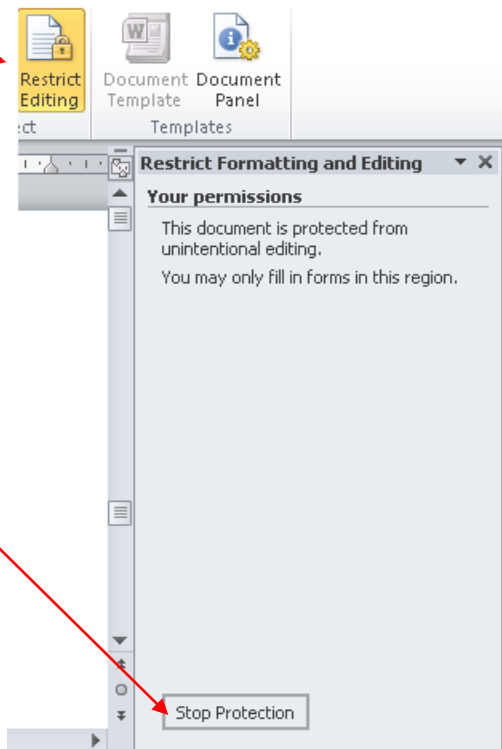 Restrict Editing
Document Template
Document Panel
ct
Templates
Restrict Formatting and Editing
Your permissions
This document is protected from
unintentional editing.
You may only fill in forms in this region.
Stop Protection